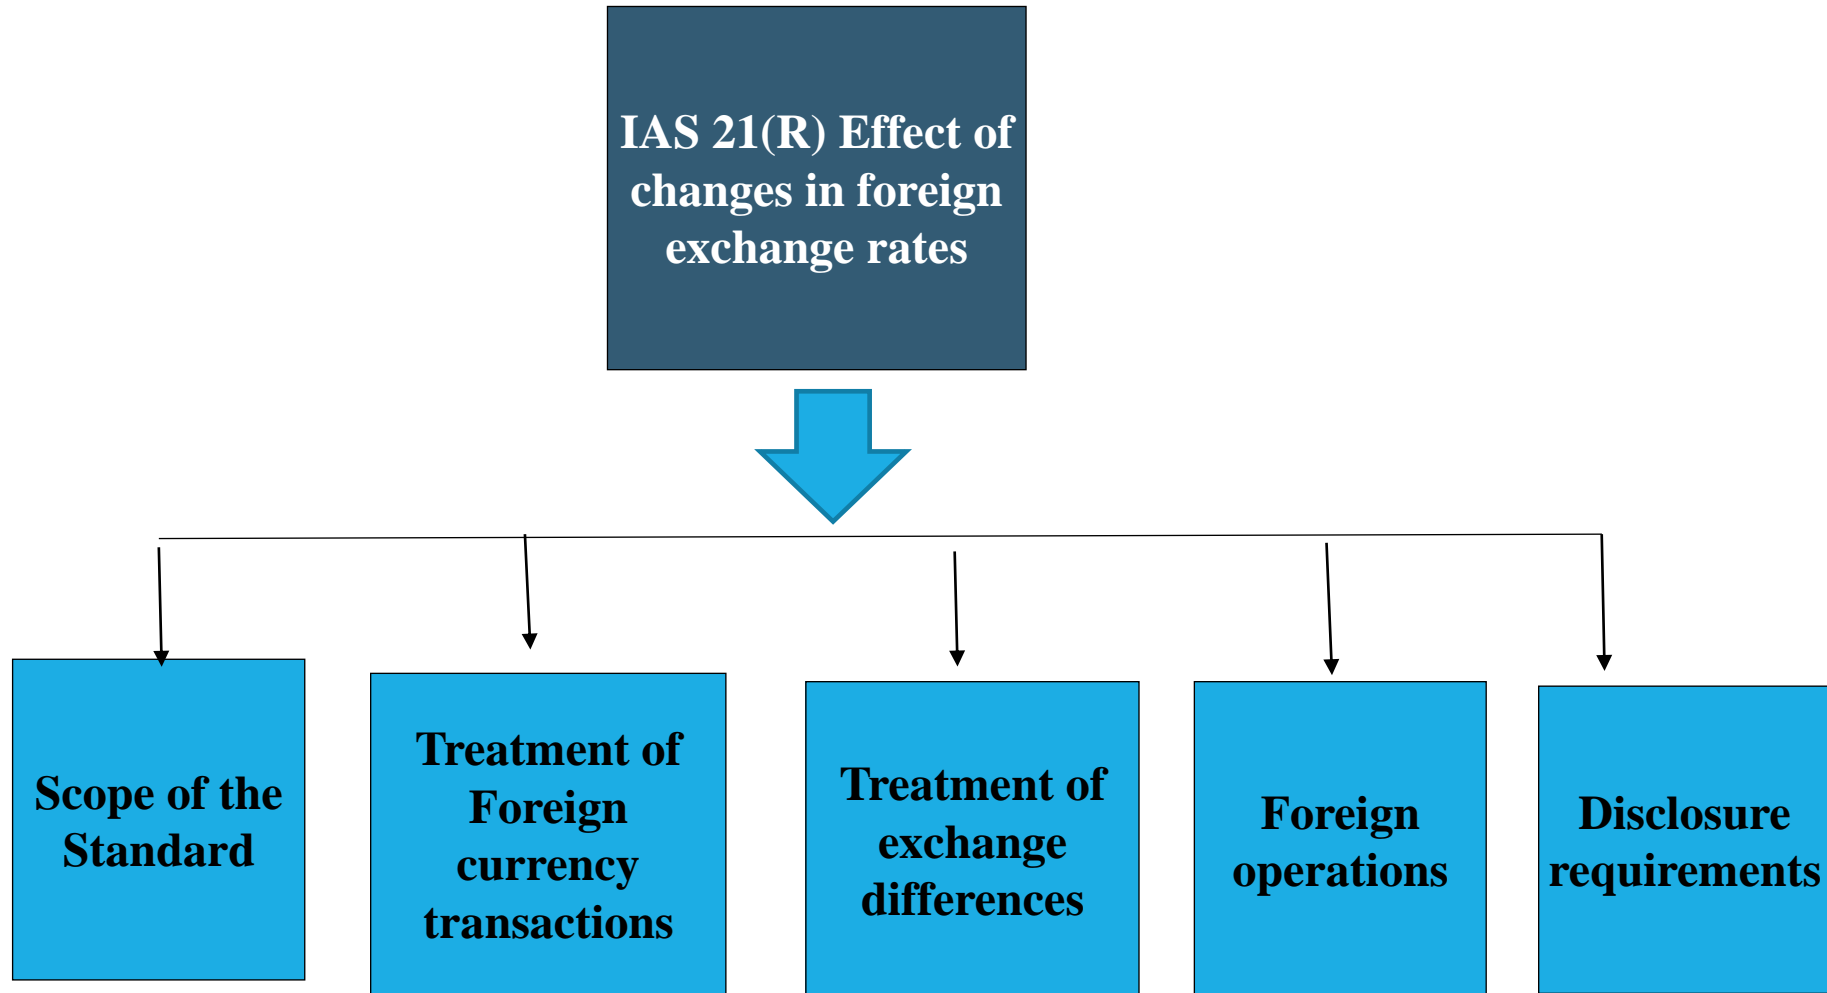 IAS 21(R) Effect of
changes in foreign
exchange rates
Scope of the
Standard
Treatment of
Foreign
currency
transactions
Treatment of
exchange
differences
Foreign
operations
Disclosure
requirements